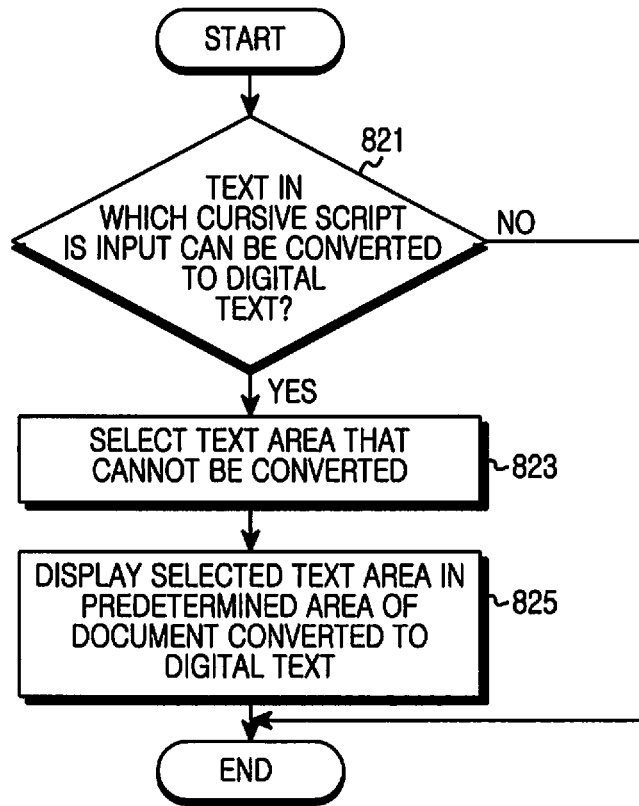 START
821
TEXT IN
WHICH CURSIVE SCRIPT
IS INPUT CAN BE CONVERTED
TO DIGITAL
TEXT?
NO
YES
SELECT TEXT AREA THAT
CANNOT BE CONVERTED
823
DISPLAY SELECTED TEXT AREA IN
PREDETERMINED AREA OF
DOCUMENT CONVERTED TO
DIGITAL TEXT
825
END